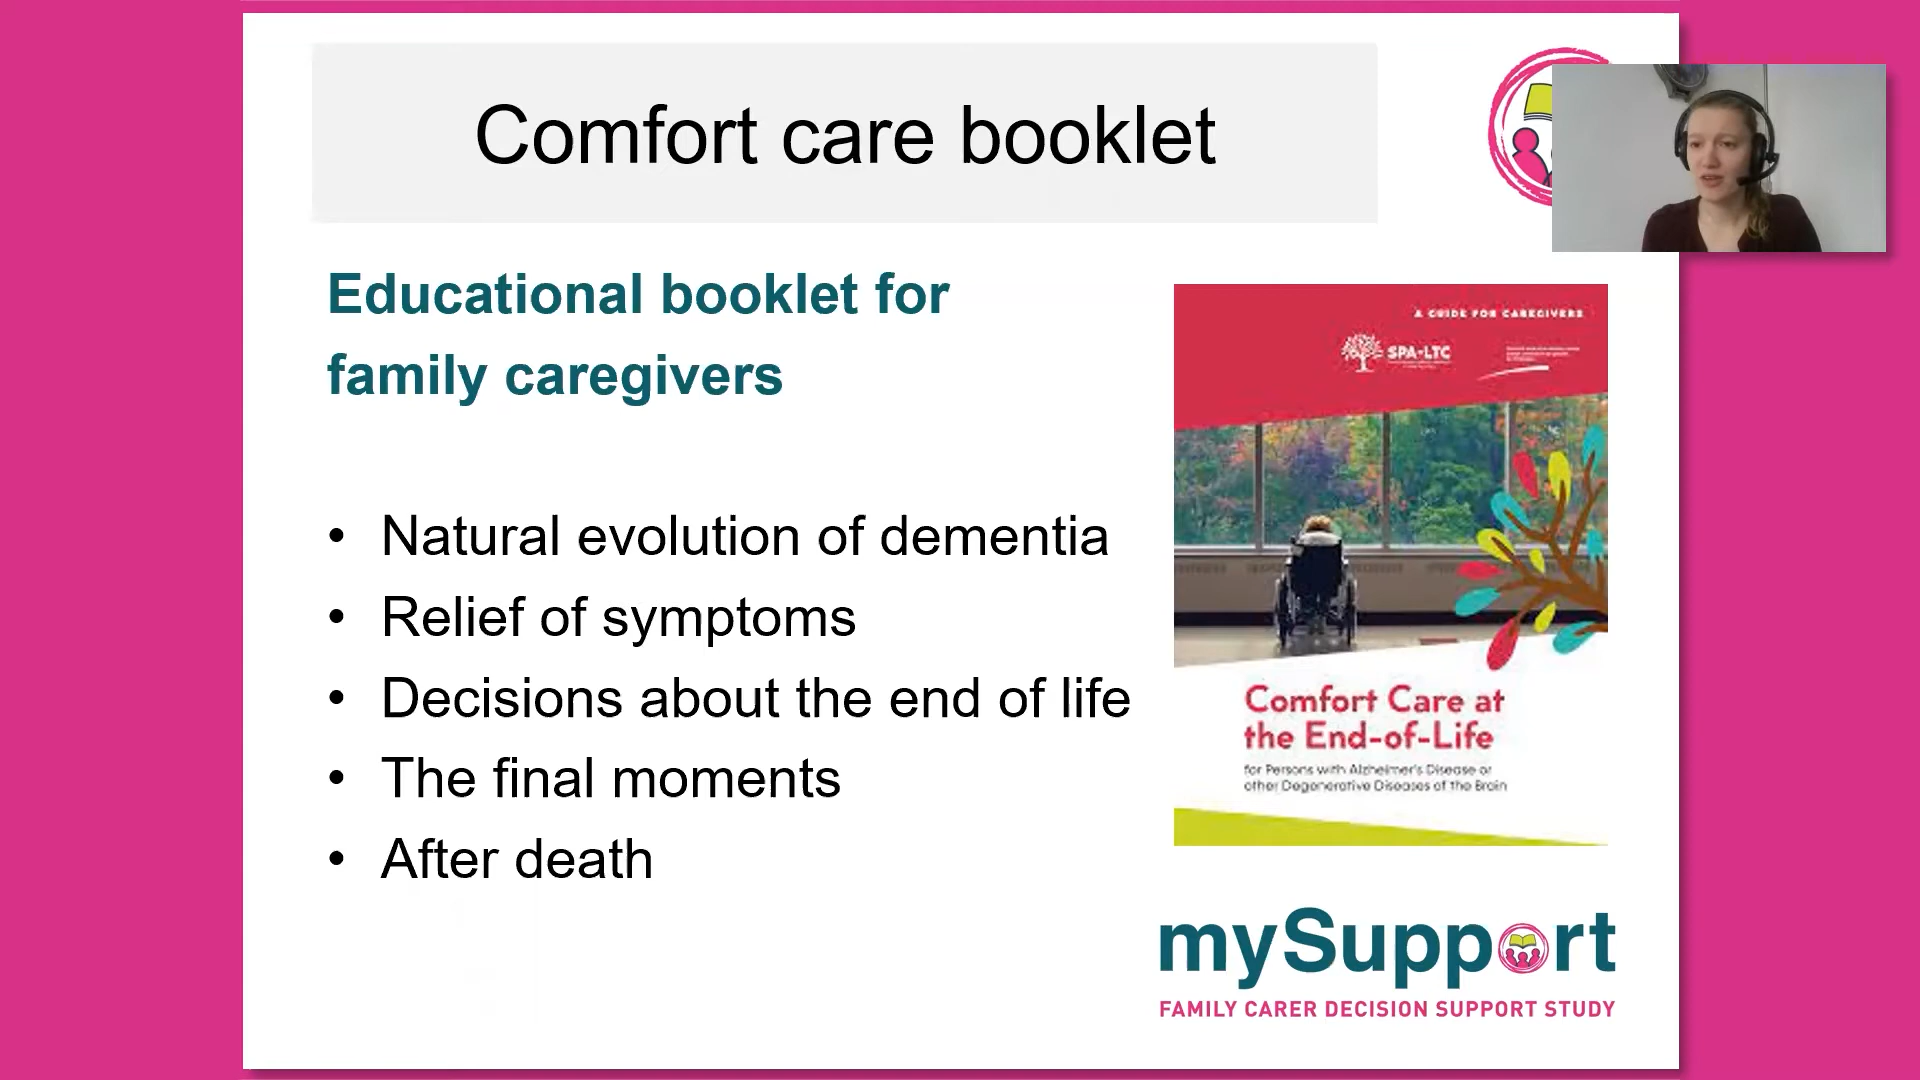 Comfort care booklet
Educational booklet for
family caregivers
• Natural evolution of dementia
• Relief of symptoms
• Decisions about the end of life
• The final moments
• After death
A GUIDE FOR CAREGIVERS
SPA-LTC
Comfort Care at
the End-of-Life
for Persons with Alzheimer's Disease or
other Degenerative Diseases of the Brain
mySupport
FAMILY CARER DECISION SUPPORT STUDY